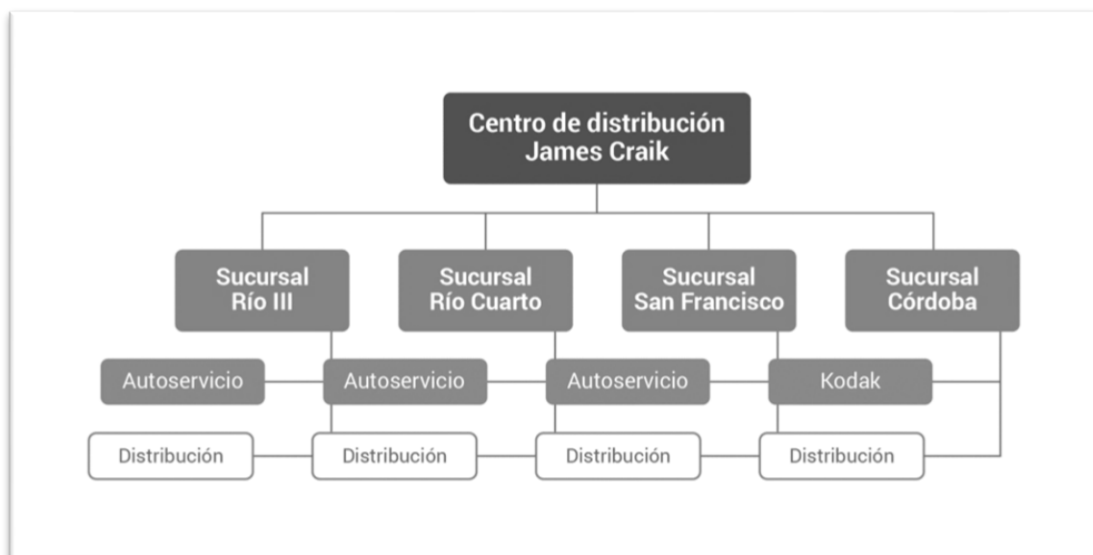 Centro de distribución
James Craik
Sucursal
Río III
Sucursal
Río Cuarto
Sucursal
San Francisco
Sucursal
Córdoba
Autoservicio
Autoservicio
Autoservicio
Kodak
Distribución
Distribución
Distribución
Distribución